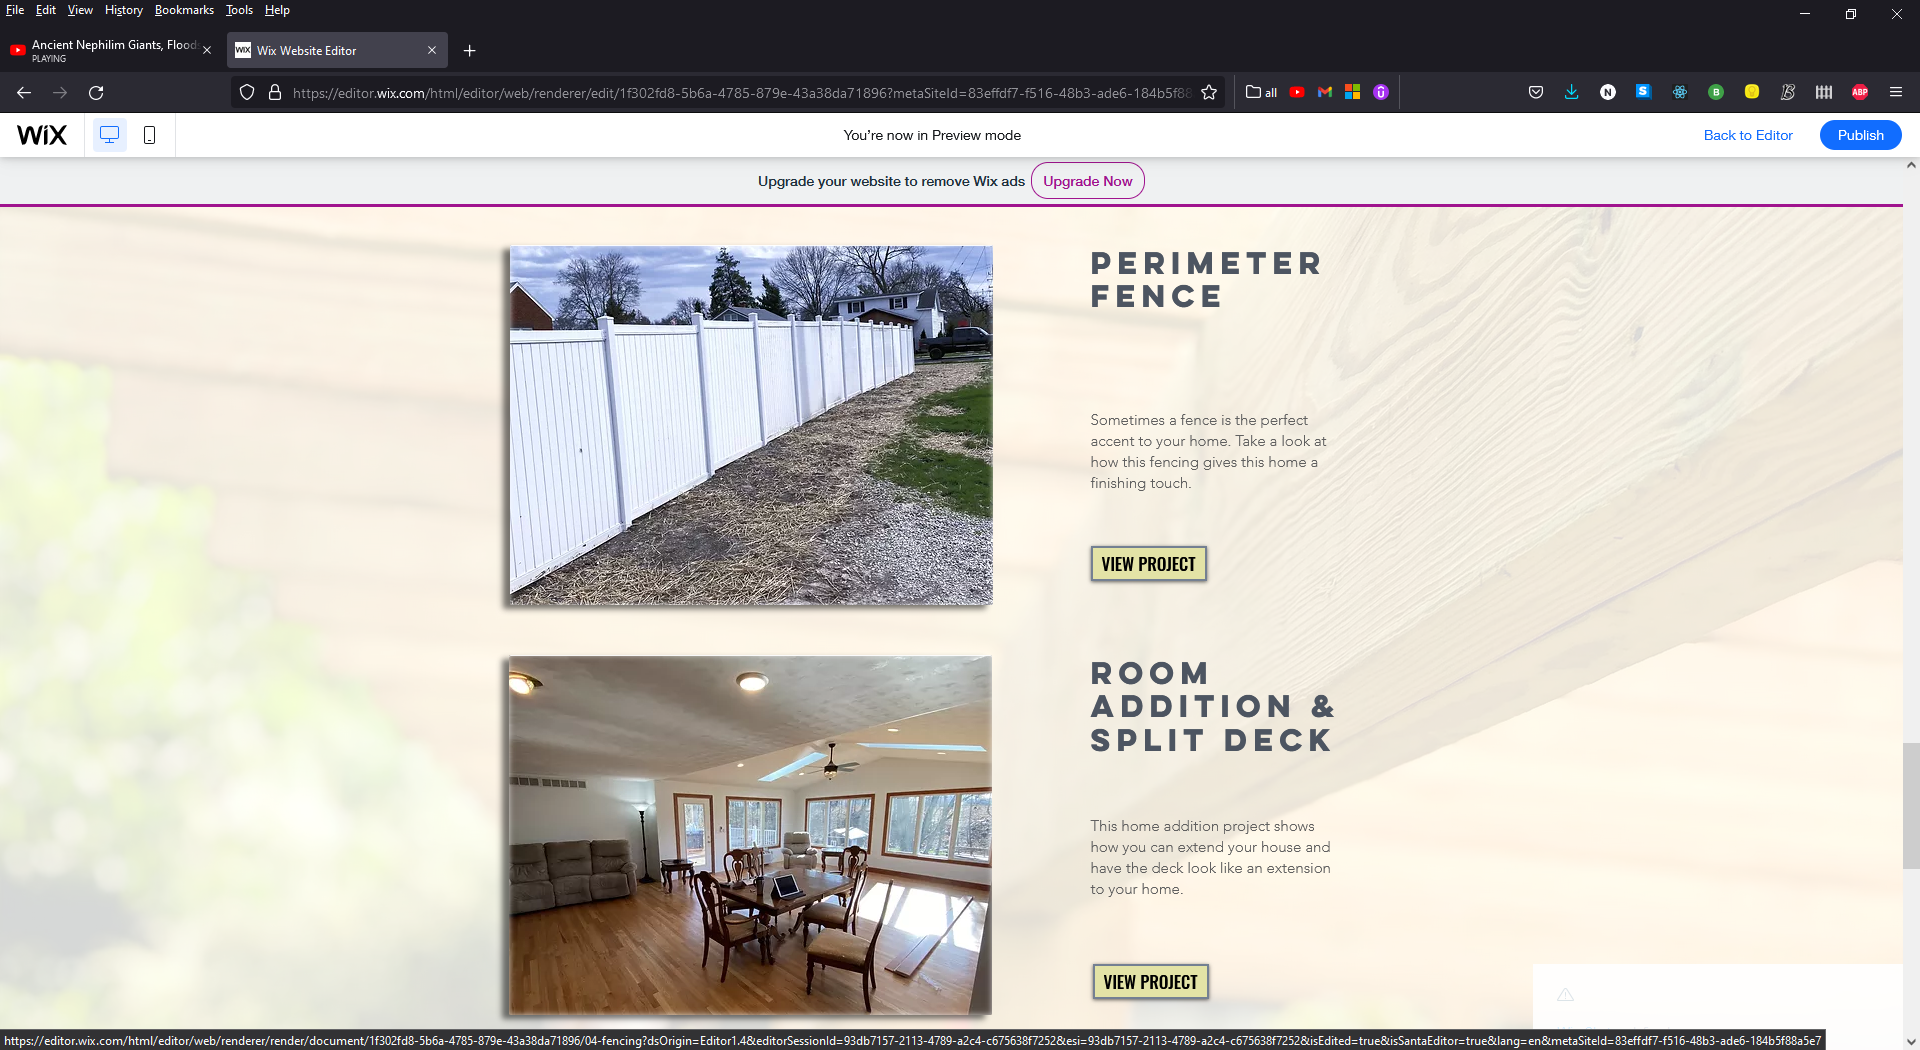 File Edit View History Bookmarks Tools Help
Ancient Nephilim Giants, Flood
PLAYING
WiX Wix Website Editor
https://editor.wix.com/html/editor/web/renderer/edit/1f302fd8-5b6a-4785-879e-43a38da71896?metaSiteId=83effdf7-f516-48b3-ade6-184b5f88
all
N S B ABP
WiX You're now in Preview mode Back to Editor Publish
Upgrade your website to remove Wix ads Upgrade Now
PERIMETER
FENCE
Sometimes a fence is the perfect
accent to your home. Take a look at
how this fencing gives this home a
finishing touch.
VIEW PROJECT
ROOM
ADDITION &
SPLIT DECK
This home addition project shows
how you can extend your house and
have the deck look like an extension
to your home.
VIEW PROJECT
https://editor.wix.com/html/editor/web/renderer/render/document/1f302fd8-5b6a-4785-879e-43a38da71896/04-fencing?dsOrigin=Editor1.4&editorSessionId=93db7157-2113-4789-a2c4-c675638f7252&esi=93db7157-2113-4789-a2c4-c675638f7252&isEdited=true&isSantaEditor=true&lang=en&metaSiteId=83effdf7-f516-48b3-ade6-184b5f88a5e7